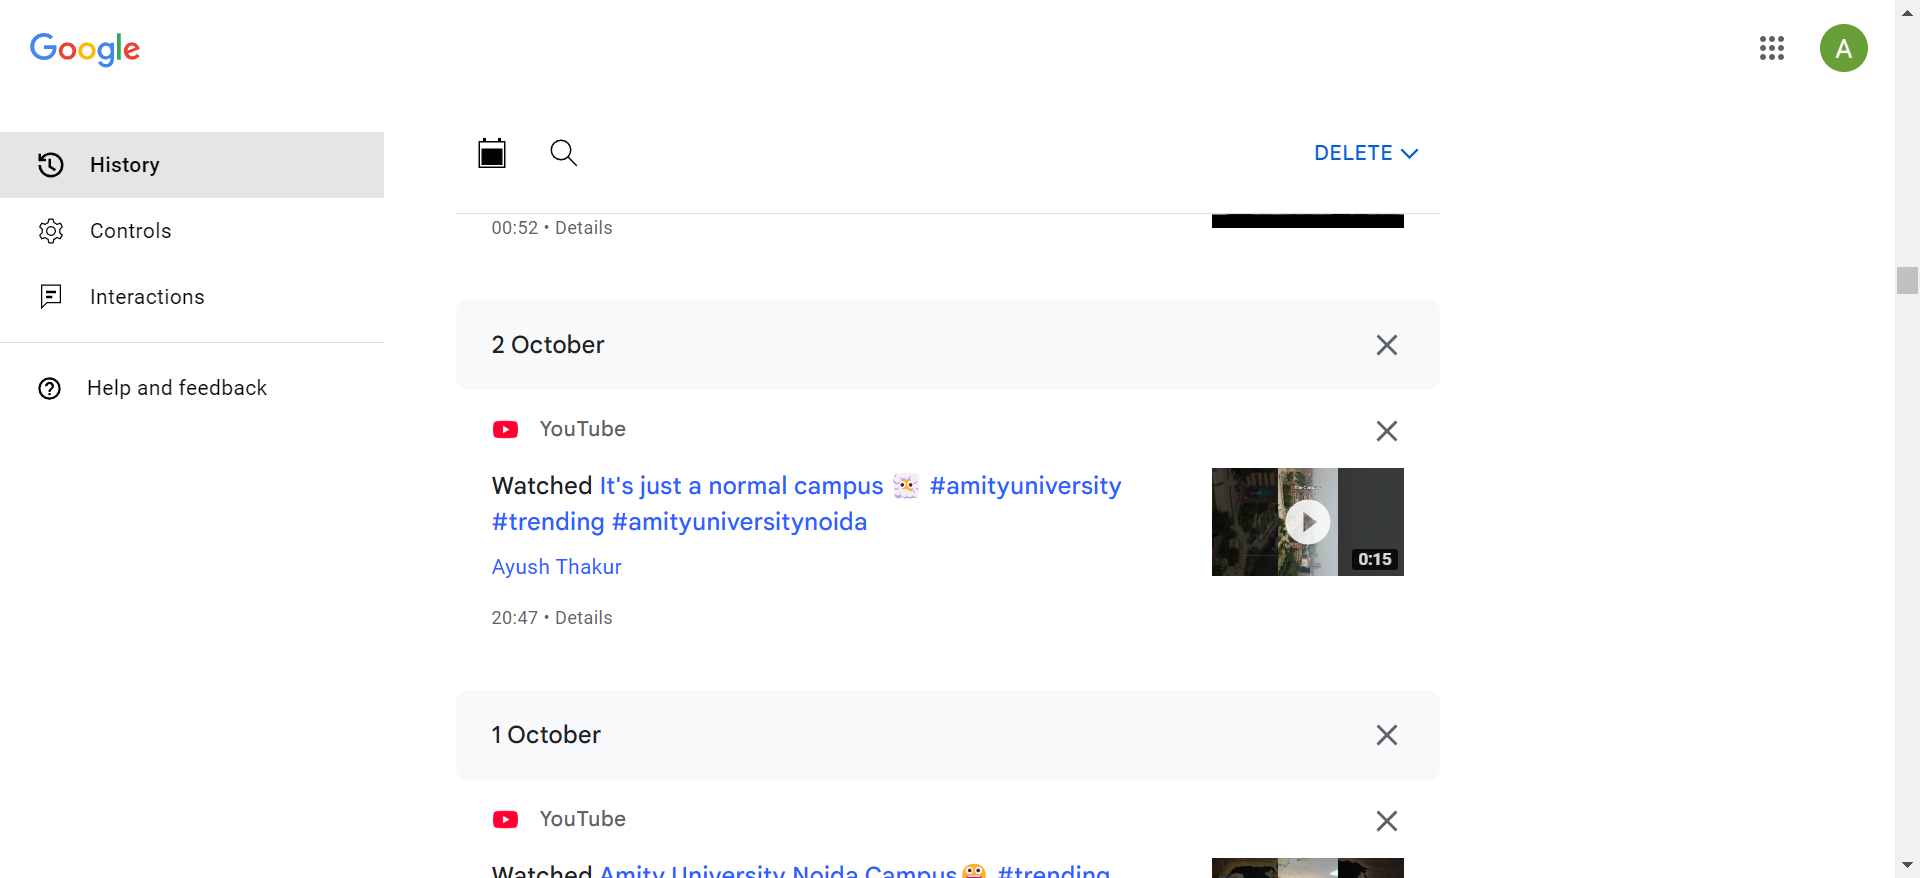 Google
A
History
Controls
Interactions
Help and feedback
DELETE
00:52 • Details
2 October
YouTube
Watched It's just a normal campus #amityuniversity
#trending #amityuniversitynoida
Ayush Thakur
0:15
20:47 • Details
1 October
YouTube
Watched Amity University Noida Campus #trending